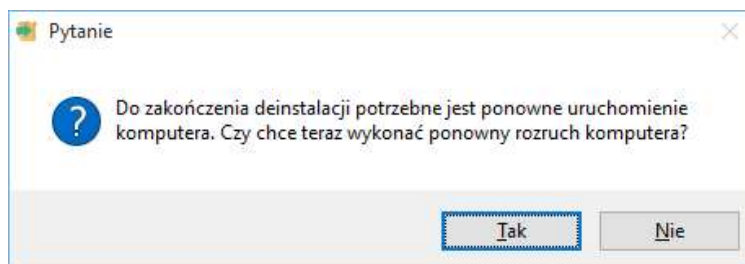 Pytanie
Do zakończenia deinstalacji potrzebne jest ponowne uruchomienie
komputera. Czy chce teraz wykonać ponowny rozruch komputera?
Tak
Nie